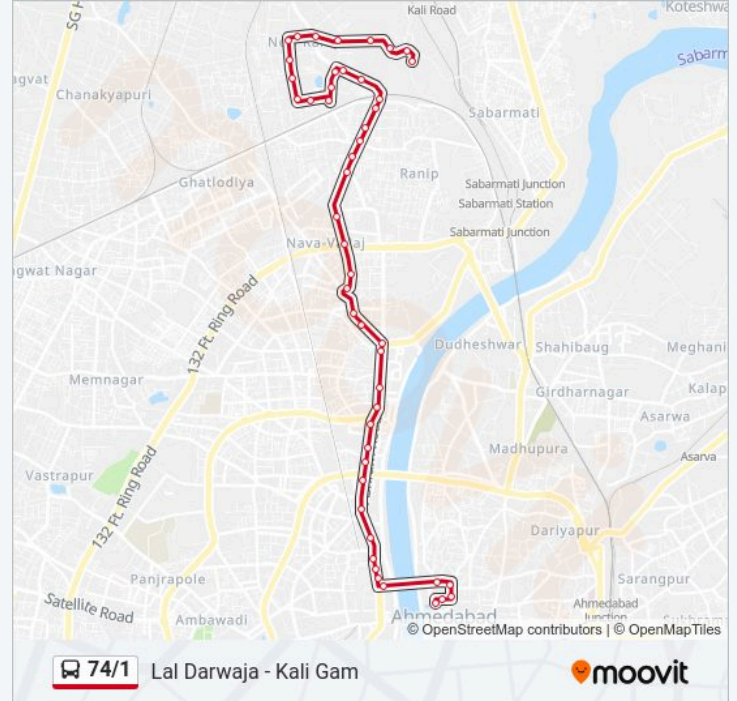 Kali Road
Koteshwa
SG H
Sabarm
agvat
Chanakyapuri
Sabarmati
Ranip
Ghatlodiya
Sabarmati Junction
Sabarmati Station
Sabarmati Junction
Nava-V
aj
gwat Nagar
132 Ft. Ring Road
Dudheshwar
Shahibaug
Meghani
Memnagar
Girdharnagar
Kalap
Asarwa
Madhupura
Asarva
Vastrapur
132 Ft. Ring Road
Dariyapur
Panjrapole
Sarangpur
Satellite Road
Ambawadi
Ahmedabad
Ahmedabad
Junction
© OpenStreetMap contributors | © OpenMapTiles
74/1 Lal Darwaja - Kali Gam
moovit